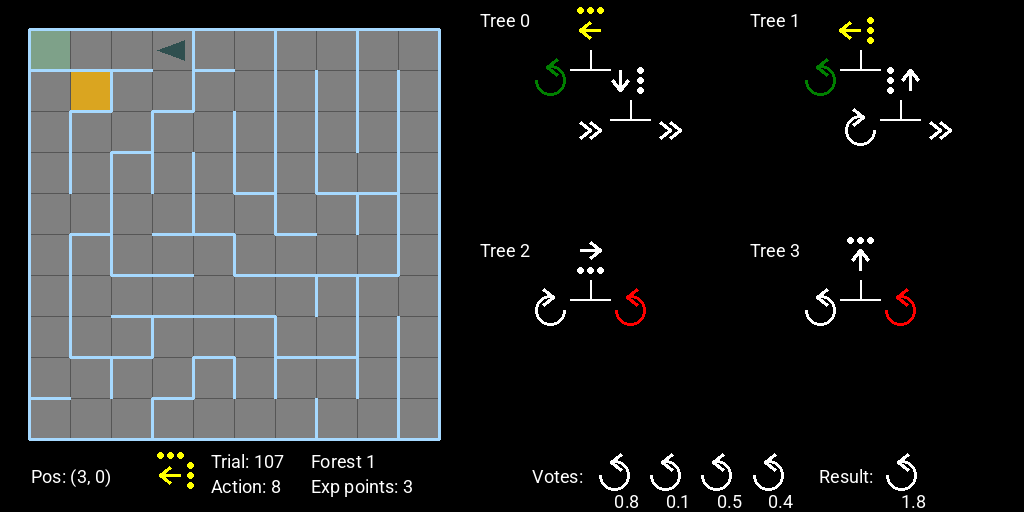 Tree 0
Tree 1
Tree 2
Tree 3
Pos: (3, 0)
Trial: 107
Forest 1
Action: 8
Exp points: 3
Votes:
0.8
0.1
0.5
0.4
Result:
1.8